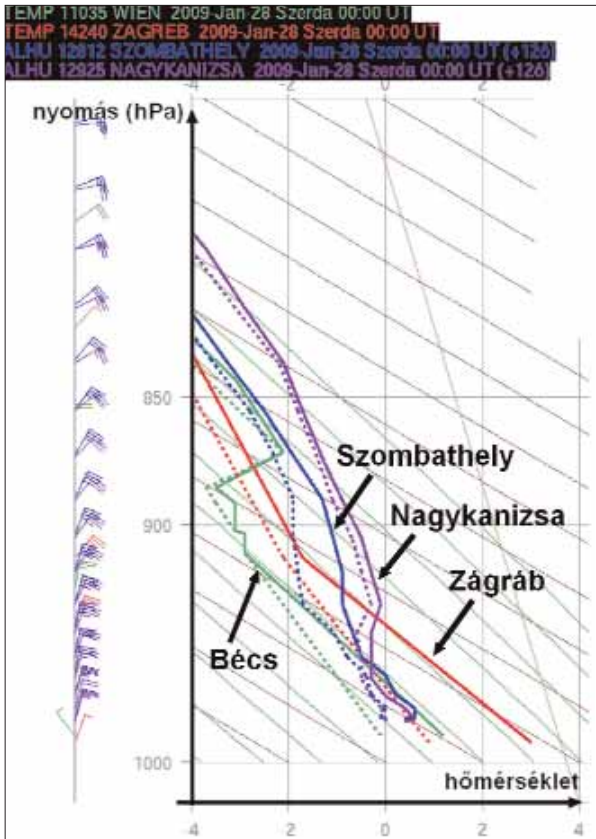 TEMP 11035 WIEN 2009-Jan-28 Szerda 00:00 UT
TEMP 14240 ZAGREB 2009-Jan-28 Szerda 00:00 UT
ALHU 12812 SZOMBATHELY 2009-Jan-28 Szerda 00:00 UT (+126)
ALHU 12925 NAGYKANIZSA 2009-Jan-28 Szerda 00:00 UT (+126)
-4 -2 0 2 4
nyomás (hPa)
850
Szombathely
900
Nagykanizsa
Zágráb
Bécs
1000
hőmérséklet
-4 -2 0 2 4